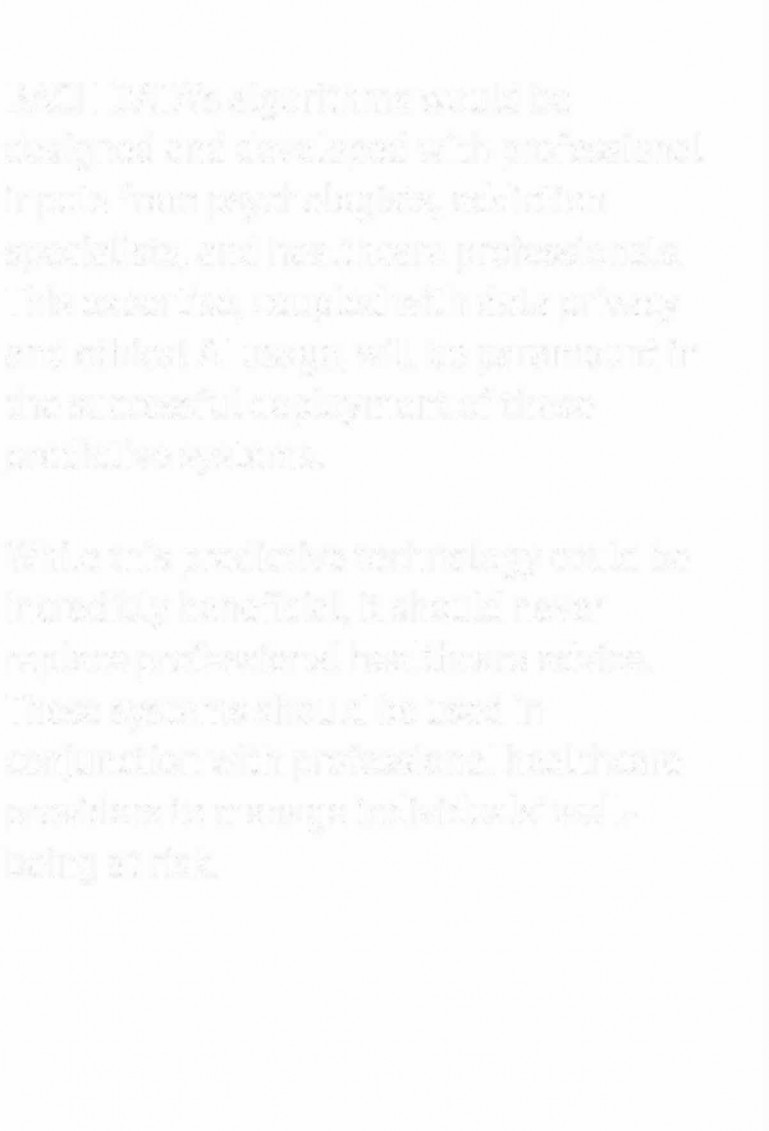 algorithms would be
designed and developed with professional
inputs from psychologists, addiction
specialists, and healthcare professionals.
This expertise, coupled with data privacy
and ethical AI usage, will be paramount in
the successful deployment of these
predictive systems.
While this predictive technology could be
incredibly beneficial, it should never
replace professional healthcare advice.
These systems should be used in
conjunction with professional healthcare
providers to manage individuals' well-
being at risk.